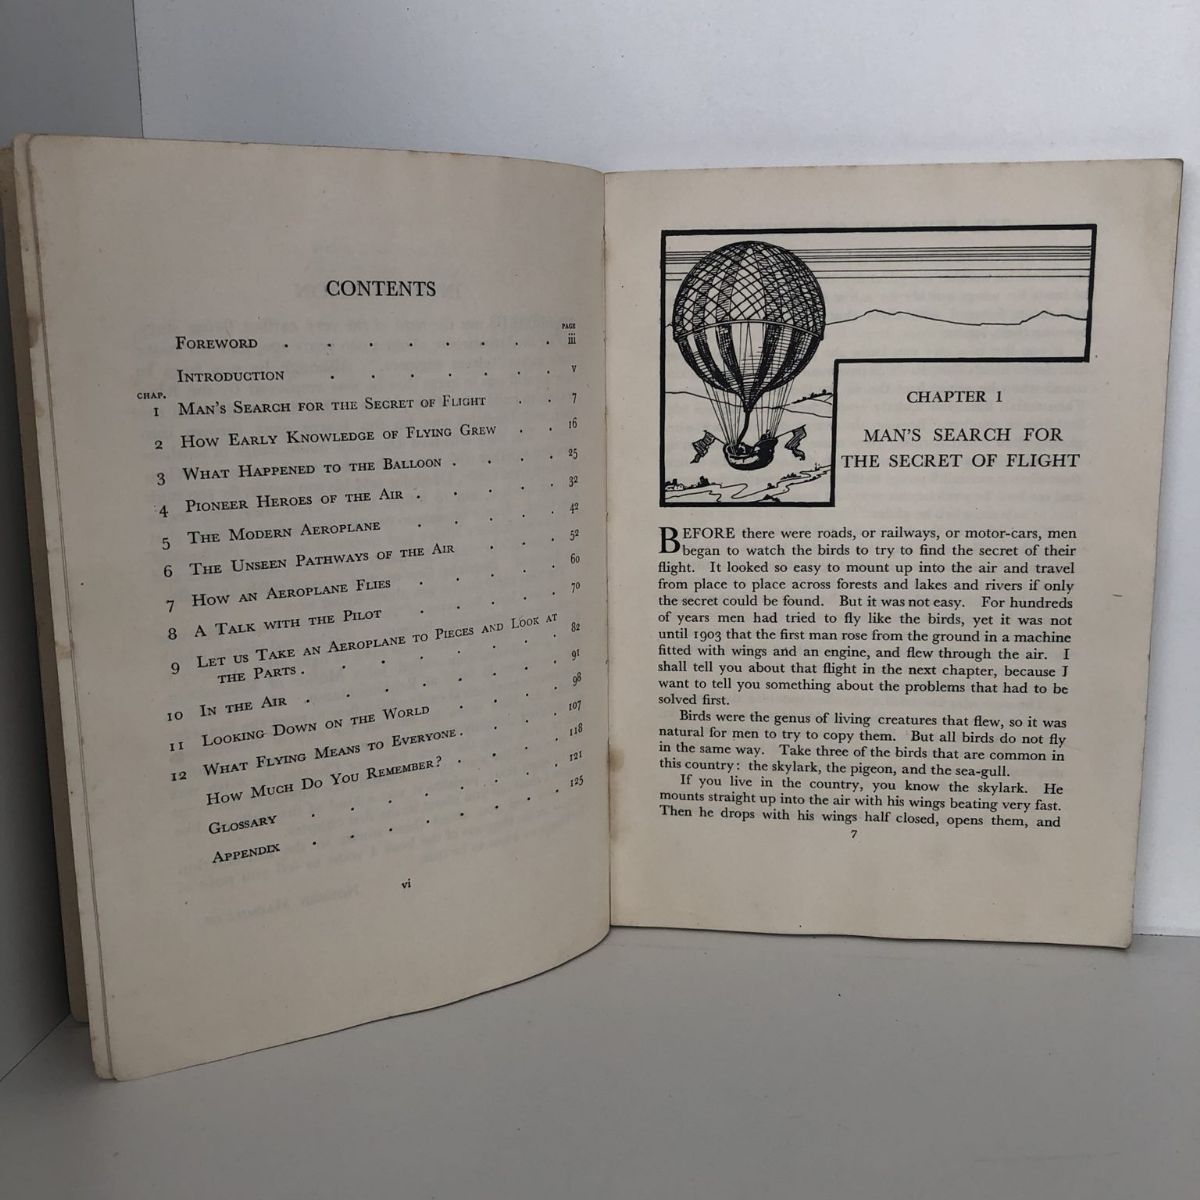 CONTENTS
PAGE
FOREWORD . . . . . . . . iii
INTRODUCTION . . . . . . v
CHAP.
1 MAN'S SEARCH FOR THE SECRET OF FLIGHT . . 7
2 HOW EARLY KNOWLEDGE OF FLYING GREW . . 16
3 WHAT HAPPENED TO THE BALLOON . . . . 25
4 PIONEER HEROES OF THE AIR . . . . . 32
5 THE MODERN AEROPLANE . . . . . 42
6 THE UNSEEN PATHWAYS OF THE AIR . . . 52
7 HOW AN AEROPLANE FLIES . . . . . 60
8 A TALK WITH THE PILOT . . . . . 70
9 LET US TAKE AN AEROPLANE TO PIECES AND LOOK AT
THE PARTS . . . . . . . 82
10 IN THE AIR . . . . . . . 91
11 LOOKING DOWN ON THE WORLD . . . . 98
12 WHAT FLYING MEANS TO EVERYONE . . . . 107
HOW MUCH DO YOU REMEMBER? . . . . 118
GLOSSARY . . . . . . . 121
APPENDIX . . . . . . . 125
vi
CHAPTER 1
MAN'S SEARCH FOR
THE SECRET OF FLIGHT
BEFORE there were roads, or railways, or motor-cars, men
began to watch the birds to try to find the secret of their
flight. It looked so easy to mount up into the air and travel
from place to place across forests and lakes and rivers if only
the secret could be found. But it was not easy. For hundreds
of years men had tried to fly like the birds, yet it was not
until 1903 that the first man rose from the ground in a machine
fitted with wings and an engine, and flew through the air. I
shall tell you about that flight in the next chapter, because I
want to tell you something about the problems that had to be
solved first.
Birds were the genus of living creatures that flew, so it was
natural for men to try to copy them. But all birds do not fly
in the same way. Take three of the birds that are common in
this country: the skylark, the pigeon, and the sea-gull.
If you live in the country, you know the skylark. He
mounts straight up into the air with his wings beating very fast.
Then he drops with his wings half closed, opens them, and
7